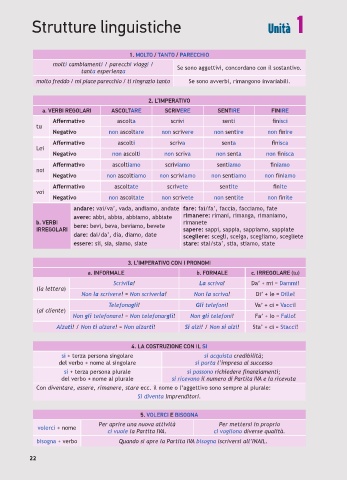 Strutture linguistiche Unità 1
1. MOLTO / TANTO / PARECCHIO
molti cambiamenti / parecchi viaggi /
tanta esperienza
Se sono aggettivi, concordano con il sostantivo.
molto freddo / mi piace parecchio / ti ringrazio tanto
Se sono avverbi, rimangono invariabili.
2. L'IMPERATIVO
a. VERBI REGOLARI ASCOLTARE SCRIVERE SENTIRE FINIRE
tu
Affermativo ascolta scrivi senti finisci
Negativo non ascoltare non scrivere non sentire non finire
Lei
Affermativo ascolti scriva senta finisca
Negativo non ascolti non scriva non senta non finisca
noi
Affermativo ascoltiamo scriviamo sentiamo finiamo
Negativo non ascoltiamo non scriviamo non sentiamo non finiamo
voi
Affermativo ascoltate scrivete sentite finite
Negativo non ascoltate non scrivete non sentite non finite
b. VERBI
IRREGOLARI
andare: vai/va', vada, andiamo, andate
avere: abbi, abbia, abbiamo, abbiate
bere: bevi, beva, beviamo, bevete
dare: dai/da', dia, diamo, date
essere: sii, sia, siamo, siate
fare: fai/fa', faccia, facciamo, fate
rimanere: rimani, rimanga, rimaniamo,
rimanete
sapere: sappi, sappia, sappiamo, sappiate
scegliere: scegli, scelga, scegliamo, scegliete
stare: stai/sta', stia, stiamo, state
3. L'IMPERATIVO CON I PRONOMI
a. INFORMALE b. FORMALE c. IRREGOLARE (tu)
(la lettera)
Scrivila! La scriva! Da' + mi = Dammi!
Non la scrivere! = Non scriverla! Non la scriva! Di' + le = Dille!
(al cliente)
Telefonagli! Gli telefoni! Va' + ci = Vacci!
Non gli telefonare! = Non telefonargli! Non gli telefoni! Fa' + lo = Fallo!
Alzati! / Non ti alzare! = Non alzarti! Si alzi! / Non si alzi! Sta' + ci = Stacci!
4. LA COSTRUZIONE CON IL SI
si + terza persona singolare
del verbo + nome al singolare
si acquista credibilità;
si porta l'impresa al successo
si + terza persona plurale
del verbo + nome al plurale
si possono richiedere finanziamenti;
si ricevono il numero di Partita IVA e la ricevuta
Con diventare, essere, rimanere, stare ecc. il nome o l'aggettivo sono sempre al plurale:
Si diventa imprenditori.
5. VOLERCI E BISOGNA
volerci + nome
Per aprire una nuova attività
ci vuole la Partita IVA.
Per mettersi in proprio
ci vogliono diverse qualità.
bisogna + verbo
Quando si apre la Partita IVA bisogna iscriversi all'INAIL.
22